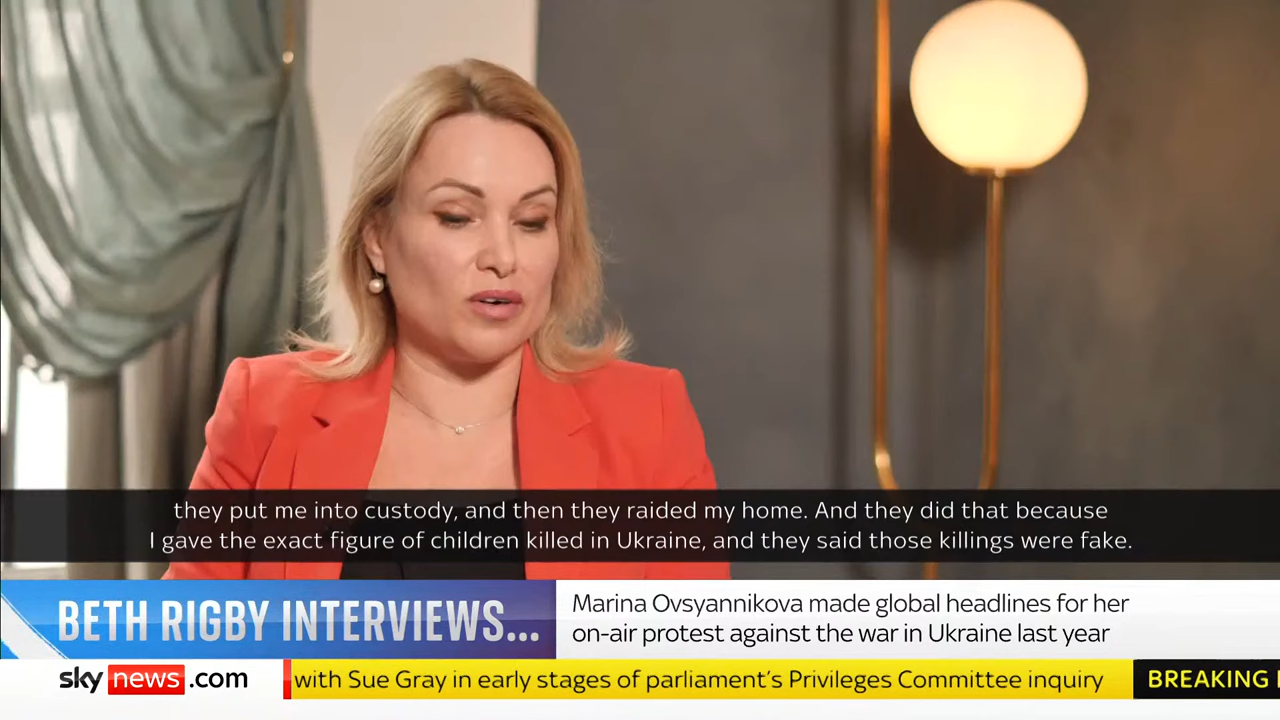 they put me into custody, and then they raided my home. And they did that because
I gave the exact figure of children killed in Ukraine, and they said those killings were fake.
BETH RIGBY INTERVIEWS...
Marina Ovsyannikova made global headlines for her
on-air protest against the war in Ukraine last year
sky news .com
with Sue Gray in early stages of parliament's Privileges Committee inquiry
BREAKING